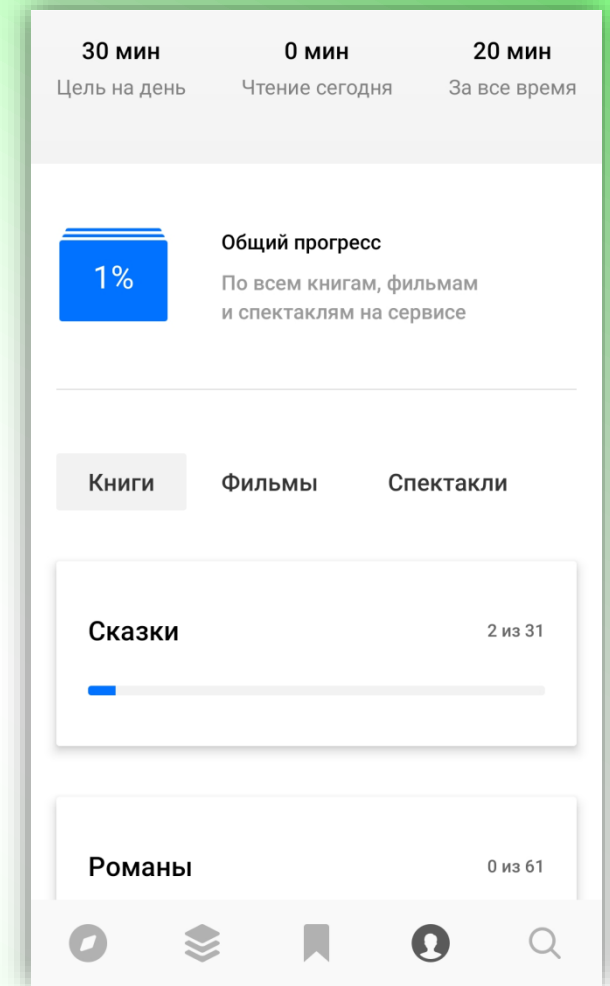 30 мин 0 мин 20 мин
Цель на день Чтение сегодня За все время
1%
Общий прогресс
По всем книгам, фильмам
и спектаклям на сервисе
Книги Фильмы Спектакли
Сказки 2 из 31
Романы 0 из 61